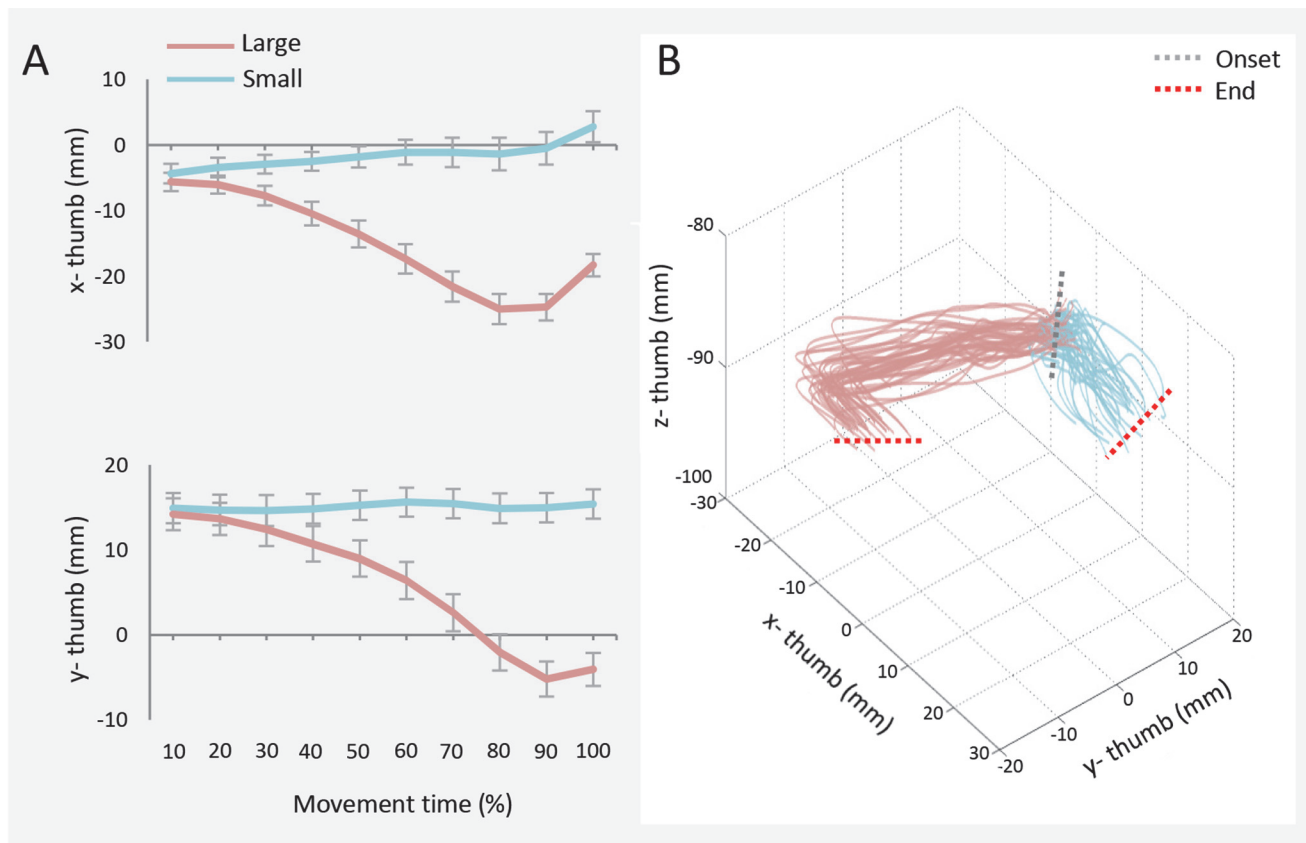 A
Large
Small
10
0
-10
-20
-30
x- thumb (mm)
20
10
0
-10
y- thumb (mm)
10 20 30 40 50 60 70 80 90 100
Movement time (%)
B
Onset
End
-80
-90
-100
z- thumb (mm)
-30
-20
-10
0
10
20
30
x- thumb (mm)
-20
-10
0
10
20
y- thumb (mm)